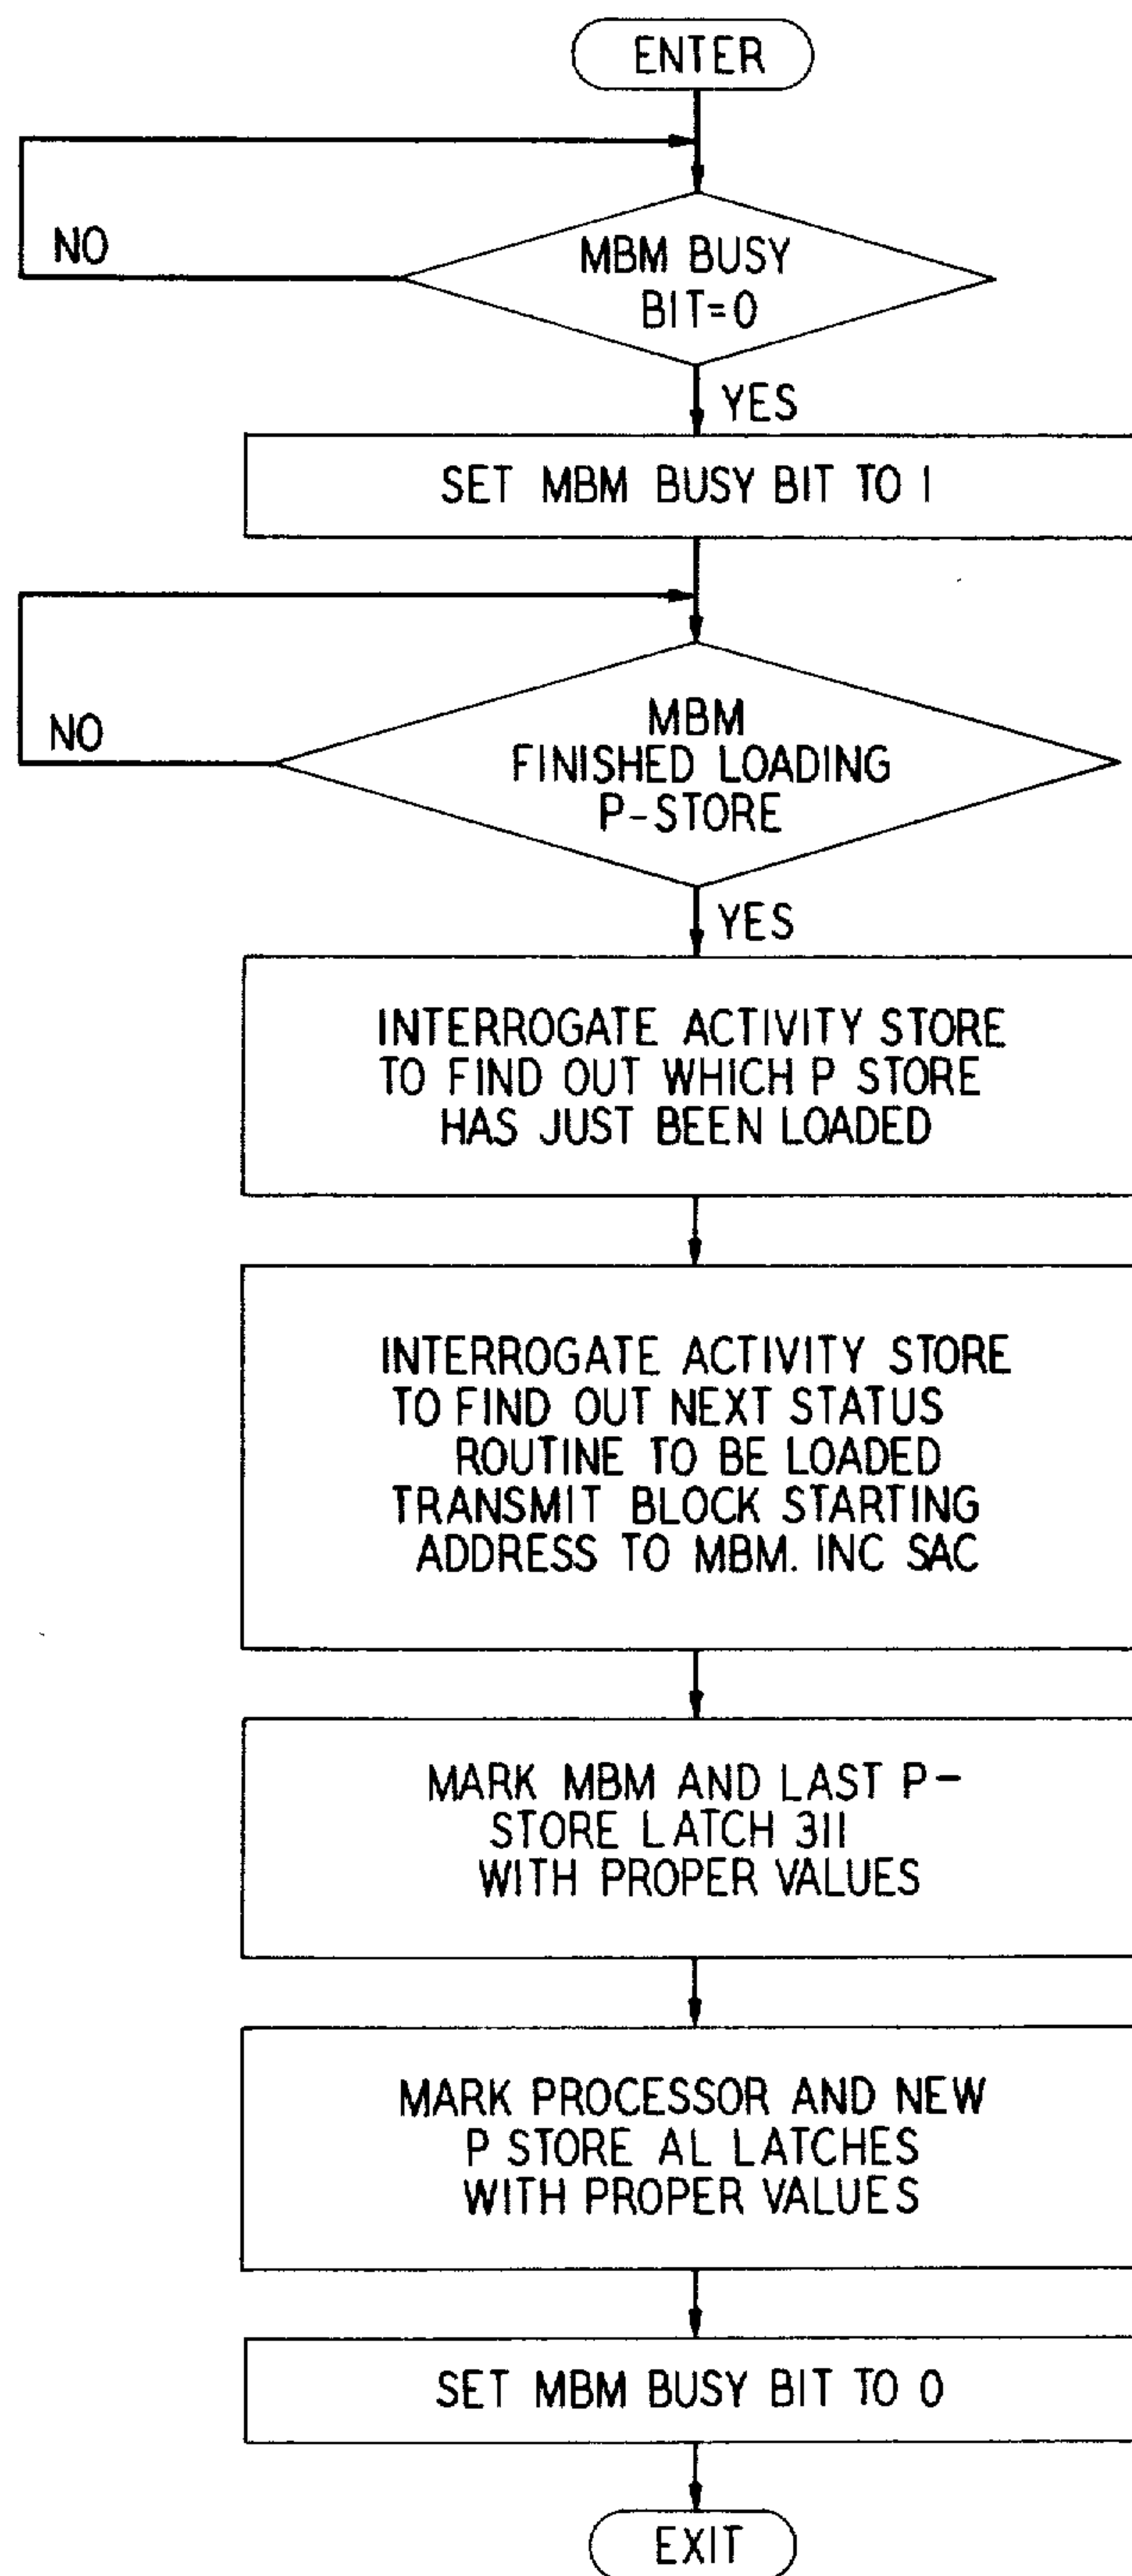 ENTER
NO
MBM BUSY
BIT=0
YES
SET MBM BUSY BIT TO 1
NO
MBM
FINISHED LOADING
P-STORE
YES
INTERROGATE ACTIVITY STORE
TO FIND OUT WHICH P STORE
HAS JUST BEEN LOADED
INTERROGATE ACTIVITY STORE
TO FIND OUT NEXT STATUS
ROUTINE TO BE LOADED
TRANSMIT BLOCK STARTING
ADDRESS TO MBM. INC SAC
MARK MBM AND LAST P-
STORE LATCH 311
WITH PROPER VALUES
MARK PROCESSOR AND NEW
P STORE AL LATCHES
WITH PROPER VALUES
SET MBM BUSY BIT TO 0
EXIT